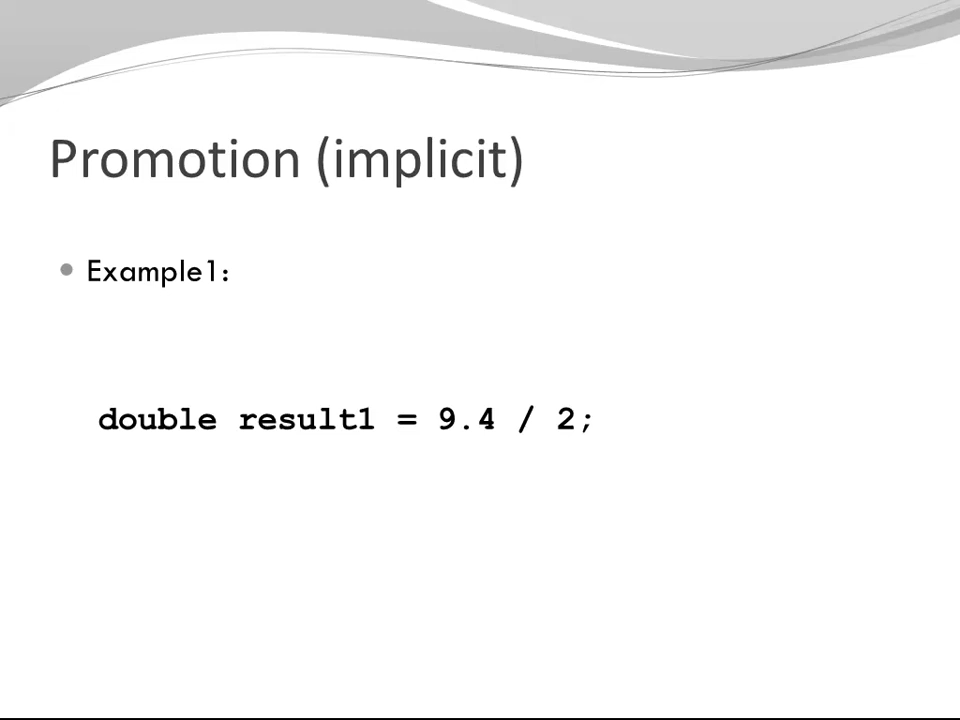 Promotion (implicit)
Example1:
double result1 = 9.4 / 2;